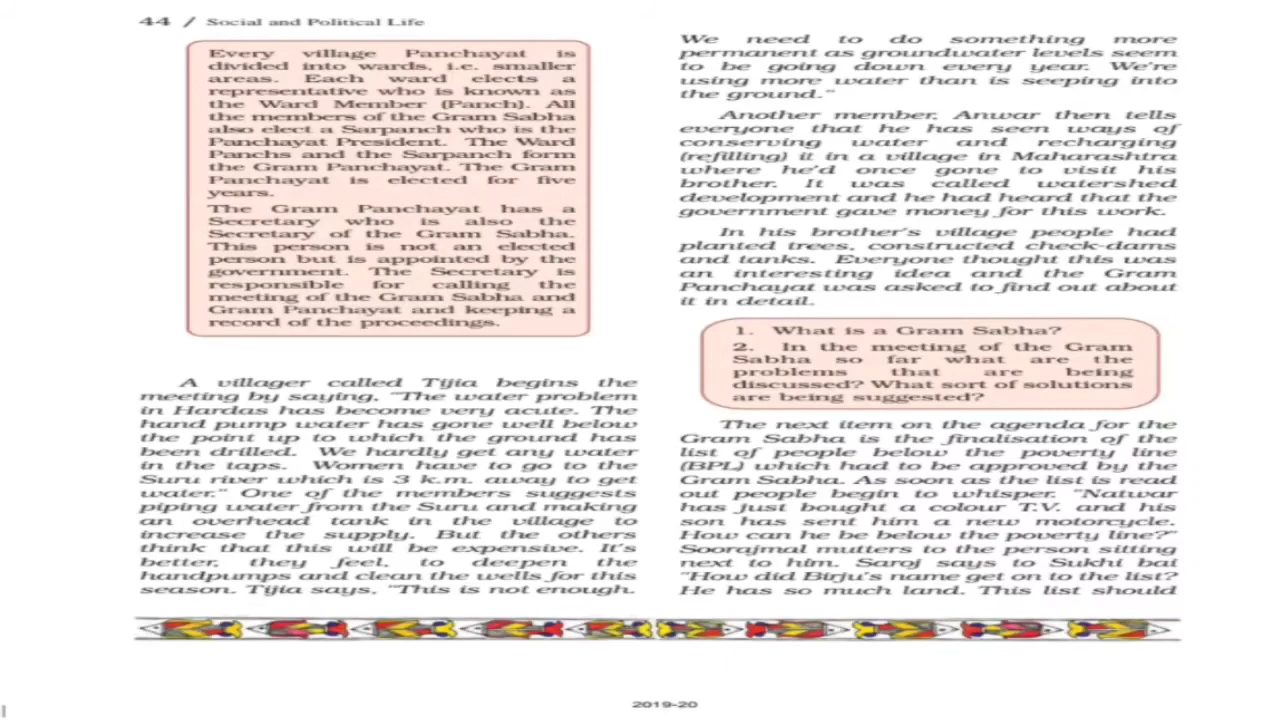 44 / Social and Political Life
Every village Panchayat is
divided into wards, i.e. smaller
areas. Each ward elects a
representative who is known as
the Ward Member (Panch). All
the members of the Gram Sabha
also elect a Sarpanch who is the
Panchayat President. The Ward
Panchs and the Sarpanch form
the Gram Panchayat. The Gram
Panchayat is elected for five
years.
The Gram Panchayat has a
Secretary who is also the
Secretary of the Gram Sabha.
This person is not an elected
person but is appointed by the
government. The Secretary is
responsible for calling the
meeting of the Gram Sabha and
Gram Panchayat and keeping a
record of the proceedings.
A villager called Tijia begins the
meeting by saying, "The water problem
in Hardas has become very acute. The
hand pump water has gone well below
the point up to which the ground has
been drilled. We hardly get any water
in the taps. Women have to go to the
Suru river which is 3 k.m. away to get
water." One of the members suggests
piping water from the Suru and making
an overhead tank in the village to
increase the supply. But the others
think that this will be expensive. It's
better, they feel, to deepen the
handpumps and clean the wells for this
season. Tijia says, "This is not enough.
We need to do something more
permanent as groundwater levels seem
to be going down every year. We're
using more water than is seeping into
the ground."
Another member, Anwar then tells
everyone that he has seen ways of
conserving water and recharging
(refilling) it in a village in Maharashtra
where he'd once gone to visit his
brother. It was called watershed
development and he had heard that the
government gave money for this work.
In his brother's village people had
planted trees, constructed check-dams
and tanks. Everyone thought this was
an interesting idea and the Gram
Panchayat was asked to find out about
it in detail.
1. What is a Gram Sabha?
2. In the meeting of the Gram
Sabha so far what are the
problems that are being
discussed? What sort of solutions
are being suggested?
The next item on the agenda for the
Gram Sabha is the finalisation of the
list of people below the poverty line
(BPL) which had to be approved by the
Gram Sabha. As soon as the list is read
out people begin to whisper. "Natwar
has just bought a colour T.V. and his
son has sent him a new motorcycle.
How can he be below the poverty line?"
Soorajmal mutters to the person sitting
next to him. Saroj says to Sukhi bai
"How did Birju's name get on to the list?
He has so much land. This list should
2019-20